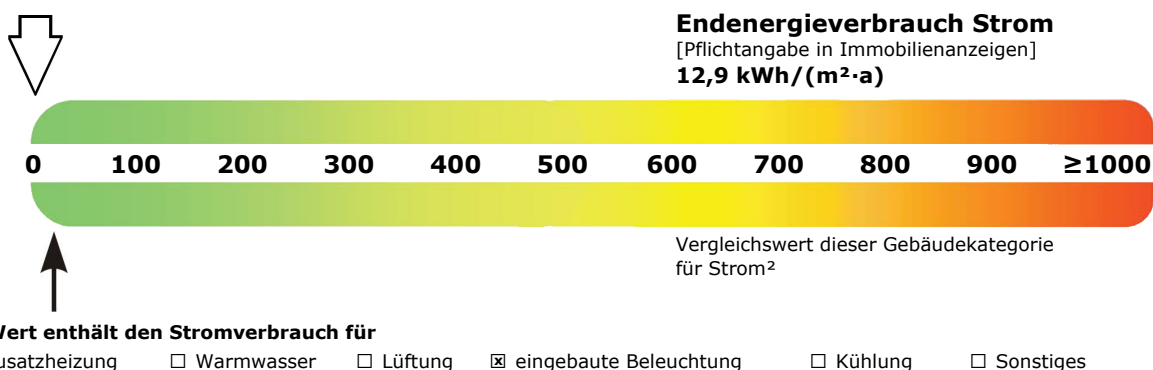 Endenergieverbrauch Strom
[Pflichtangabe in Immobilienanzeigen]
12,9 kWh/(m²·a)
0 100 200 300 400 500 600 700 800 900 ≥1000
Vergleichswert dieser Gebäudekategorie
für Strom²
Wert enthält den Stromverbrauch für
usatzheizung ☐ Warmwasser ☐ Lüftung ☒ eingebaute Beleuchtung ☐ Kühlung ☐ Sonstiges